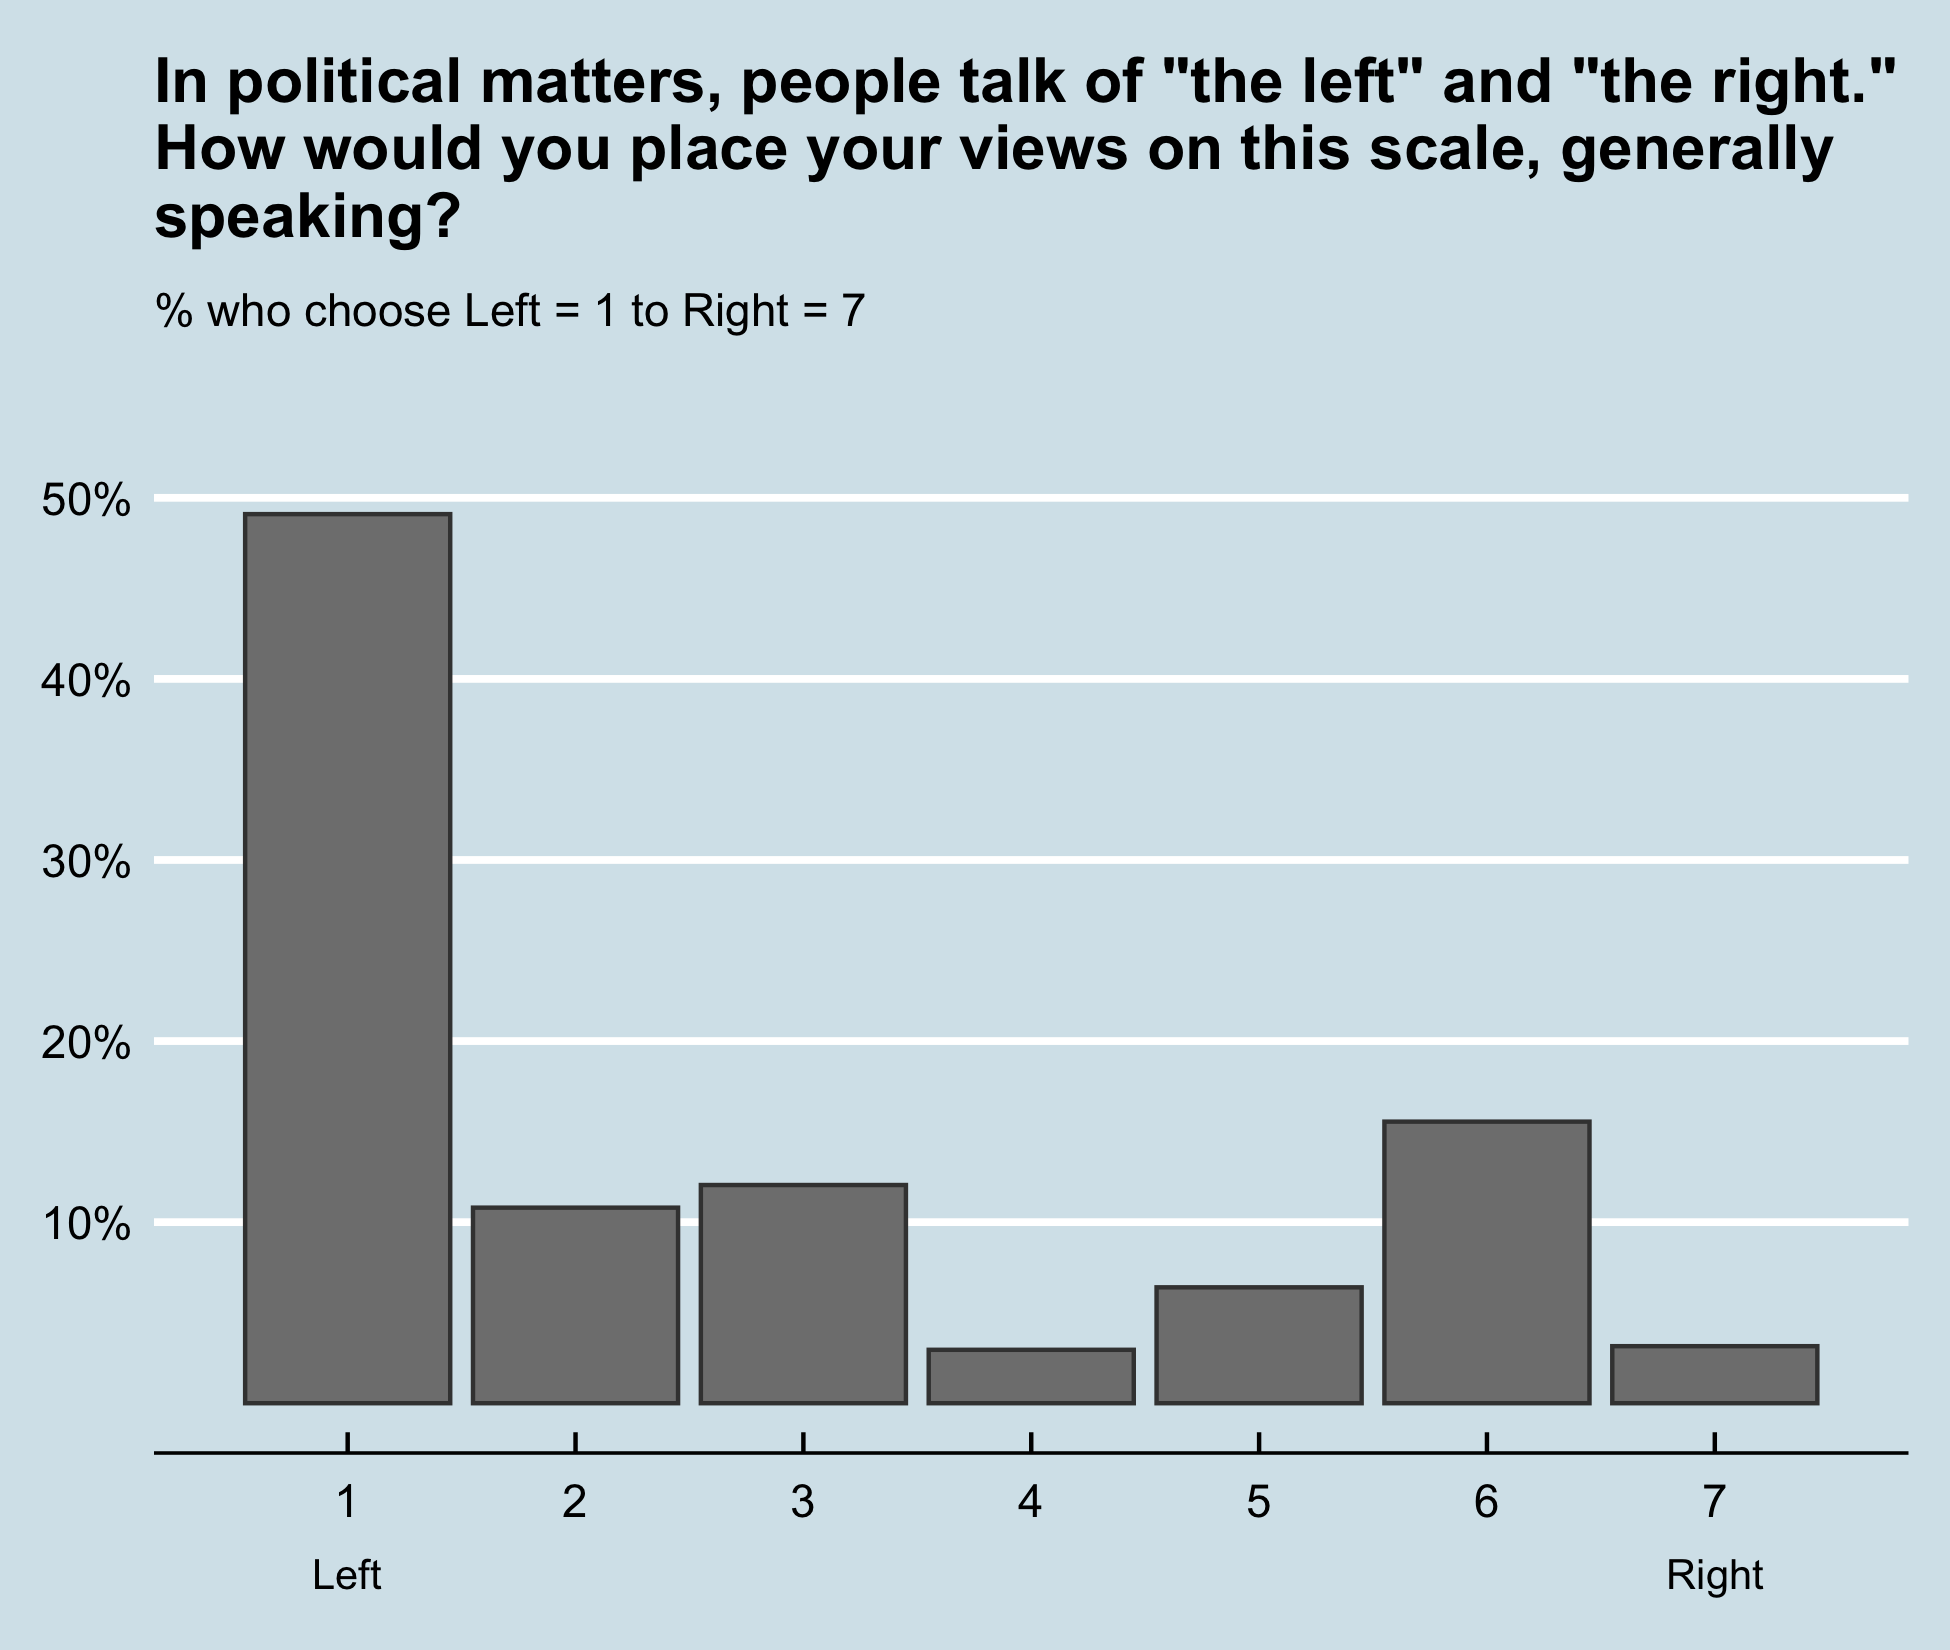 In political matters, people talk of "the left" and "the right."
How would you place your views on this scale, generally
speaking?
% who choose Left = 1 to Right = 7
50%
40%
30%
20%
10%
1 2 3 4 5 6 7
Left Right